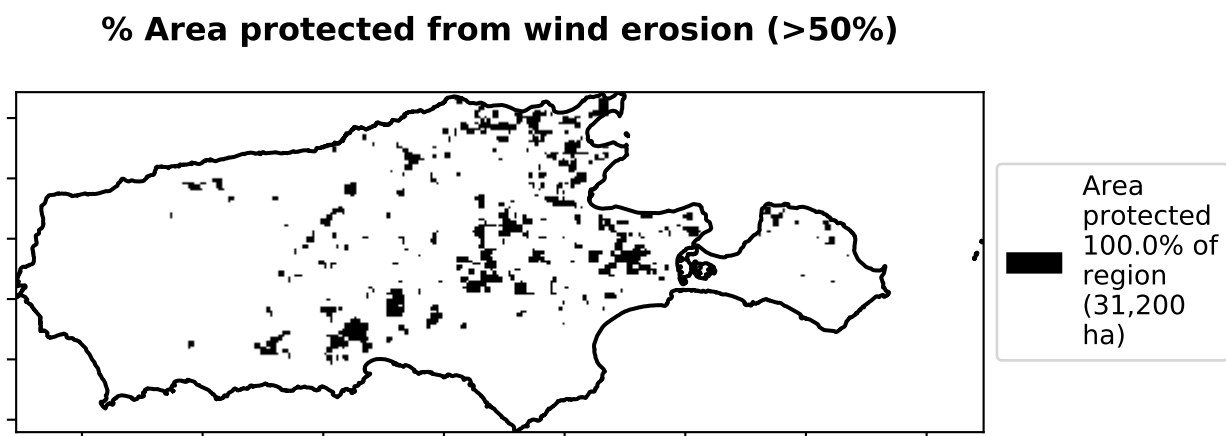 % Area protected from wind erosion (>50%)
Area
protected
100.0% of
region
(31,200
ha)